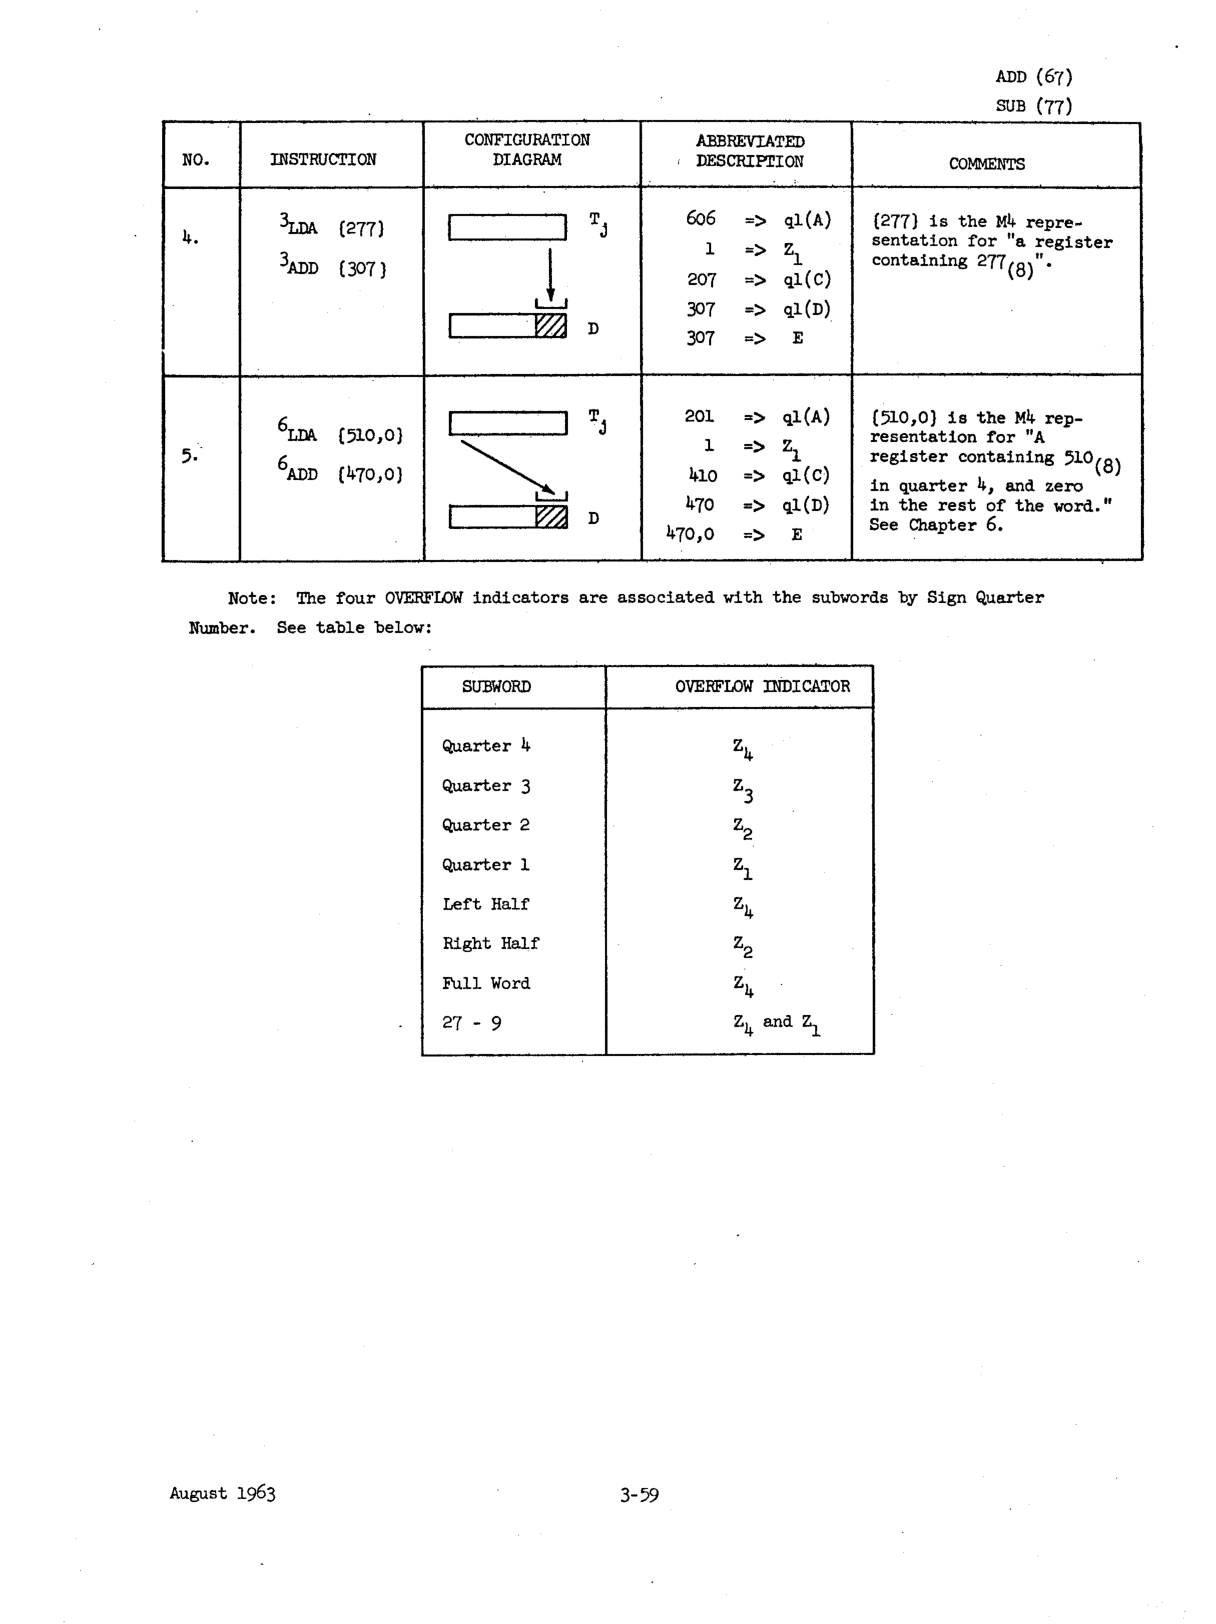 ADD (67)
SUB (77)
NO.
INSTRUCTION
CONFIGURATION
DIAGRAM
ABBREVIATED
DESCRIPTION
COMMENTS
4.
³LDA {277}
³ADD {307}
Tj
D
606 => q1(A)
1 => Z₁
207 => q1(C)
307 => q1(D)
307 => E
{277} is the M4 repre-
sentation for "a register
containing 277(8)".
5.
⁶LDA {510,0}
⁶ADD {470,0}
Tj
D
201 => q1(A)
1 => Z₁
410 => q1(C)
470 => q1(D)
470,0 => E
{510,0} is the M4 rep-
resentation for "A
register containing 510(8)
in quarter 4, and zero
in the rest of the word."
See Chapter 6.
Note: The four OVERFLOW indicators are associated with the subwords by Sign Quarter
Number. See table below:
SUBWORD OVERFLOW INDICATOR
Quarter 4 Z₄
Quarter 3 Z₃
Quarter 2 Z₂
Quarter 1 Z₁
Left Half Z₄
Right Half Z₂
Full Word Z₄
27 - 9 Z₄ and Z₁
August 1963 3-59